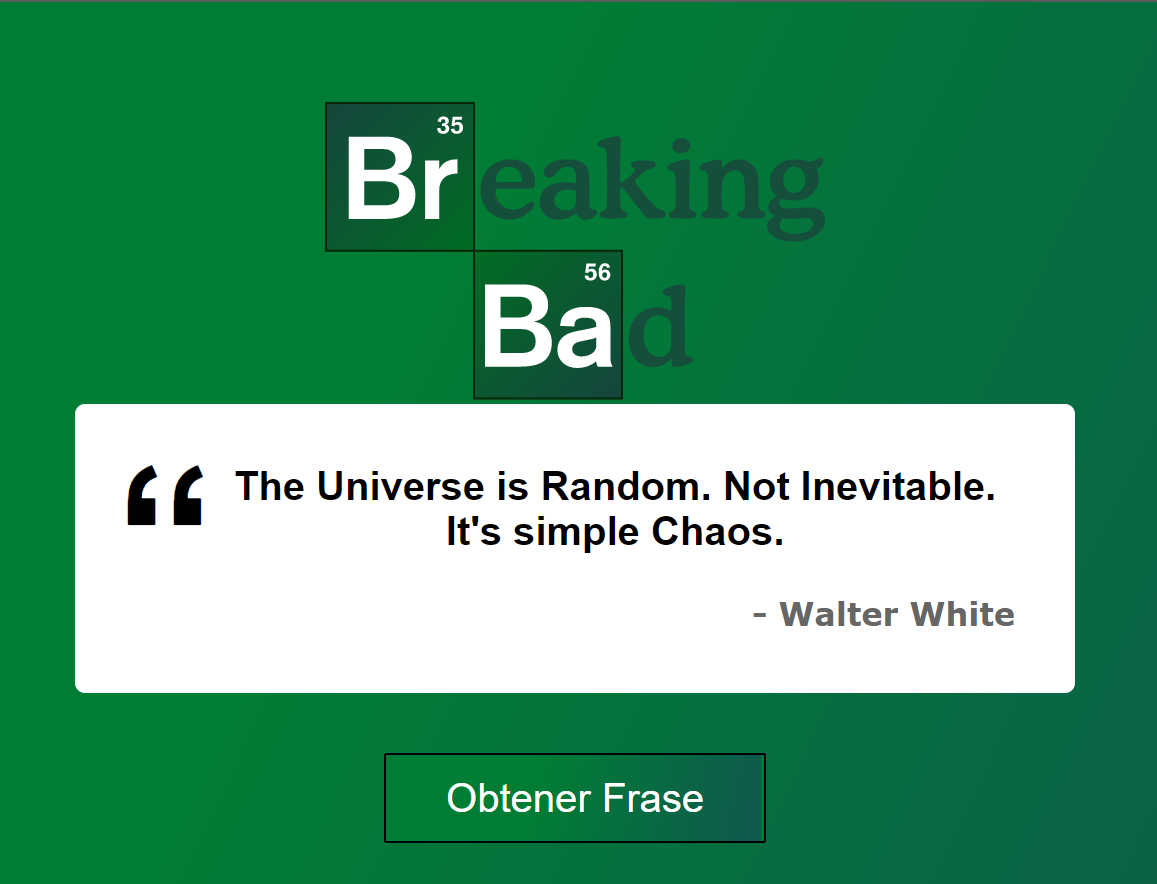 35
Breaking
56
Bad
“ The Universe is Random. Not Inevitable.
It's simple Chaos.
- Walter White
Obtener Frase